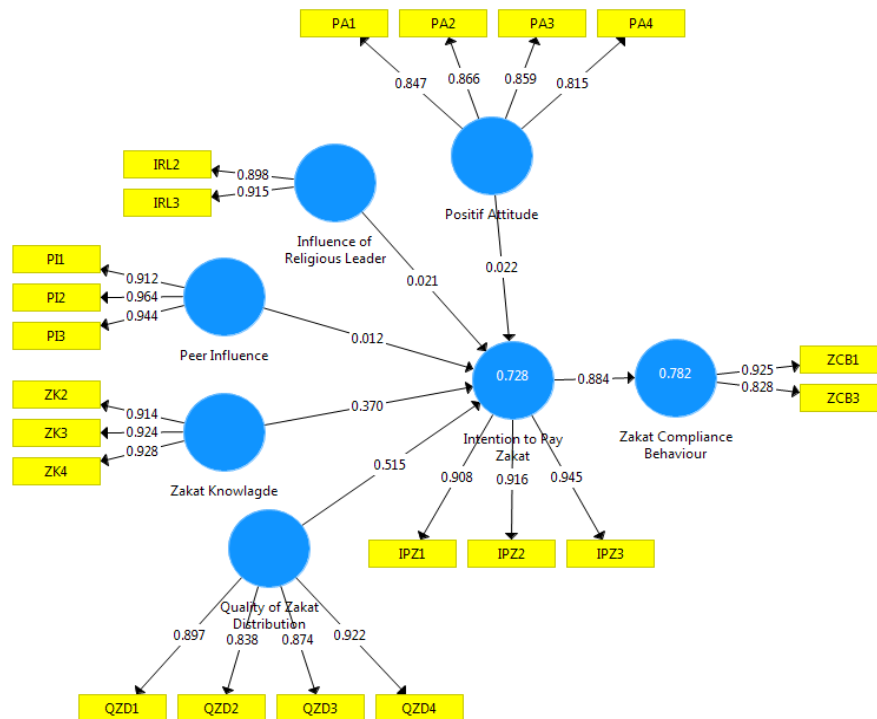 PA1
PA2
PA3
PA4
0.847
0.866
0.859
0.815
IRL2
IRL3
0.898
0.915
Positif Attitude
Influence of
Religious Leader
PI1
PI2
PI3
0.912
0.964
0.944
Peer Influence
0.021
0.022
0.012
ZK2
ZK3
ZK4
0.914
0.924
0.928
Zakat Knowlagde
0.370
0.728
Intention to Pay
Zakat
0.884
0.782
Zakat Compliance
Behaviour
0.925
0.828
ZCB1
ZCB3
0.515
0.908
0.916
0.945
IPZ1
IPZ2
IPZ3
Quality of Zakat
Distribution
0.897
0.838
0.874
0.922
QZD1
QZD2
QZD3
QZD4